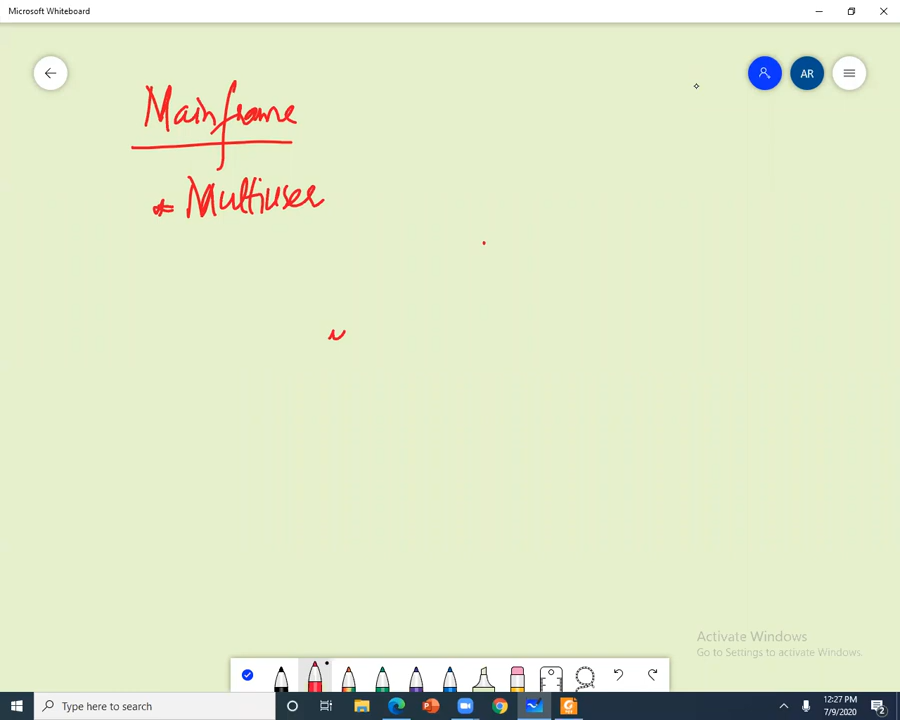 Microsoft Whiteboard
AR
Mainframe
* Multiuser
Activate Windows
Go to Settings to activate Windows.
Type here to search
12:27 PM
7/9/2020
2